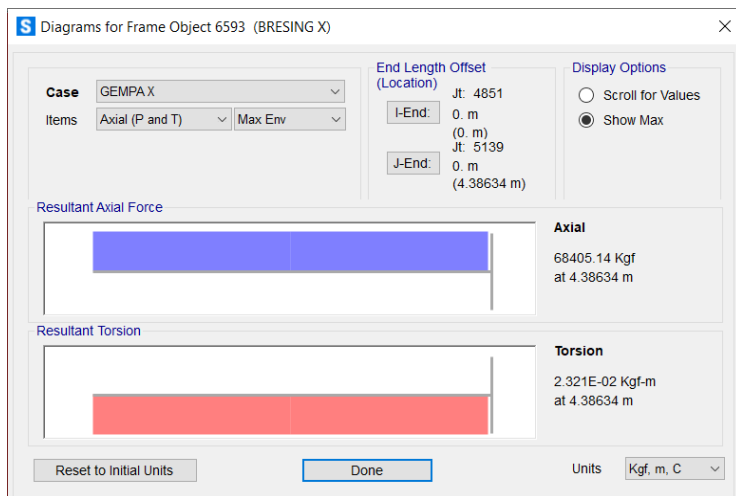 S Diagrams for Frame Object 6593 (BRESING X)
Case GEMPA X
Items Axial (P and T) Max Env
End Length Offset
(Location)
Jt: 4851
I-End: 0. m
(0. m)
Jt: 5139
J-End: 0. m
(4.38634 m)
Display Options
Scroll for Values
Show Max
Resultant Axial Force
Axial
68405.14 Kgf
at 4.38634 m
Resultant Torsion
Torsion
2.321E-02 Kgf-m
at 4.38634 m
Reset to Initial Units Done Units Kgf, m, C